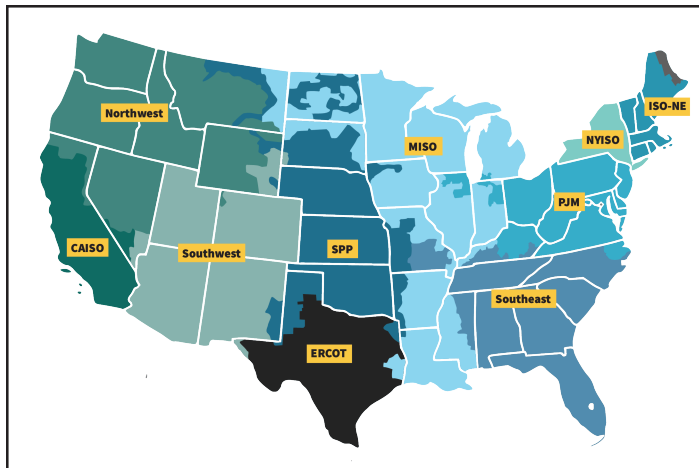 Northwest
ISO-NE
NYISO
MISO
PJM
CAISO
Southwest
SPP
Southeast
ERCOT